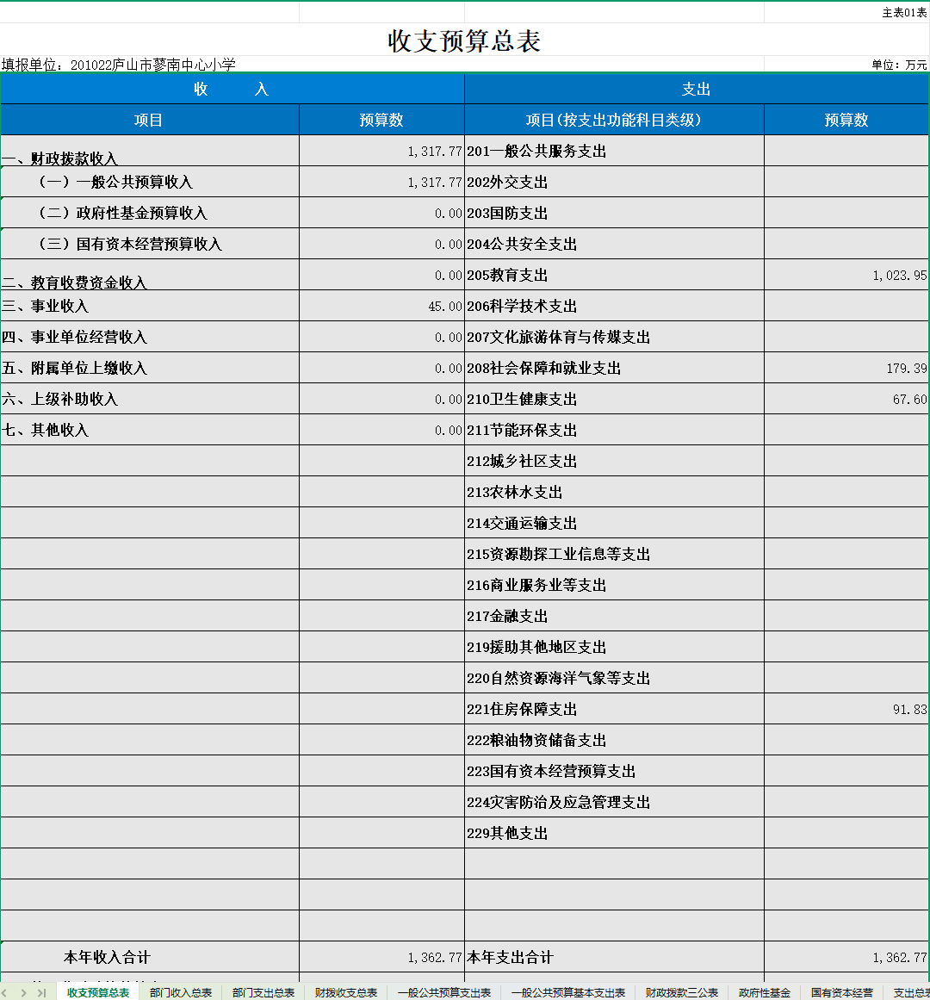 主表01表
收支预算总表
填报单位：201022庐山市蓼南中心小学 单位：万元
收 入 支出
项目 预算数 项目(按支出功能科目类级) 预算数
一、财政拨款收入 1,317.77 201一般公共服务支出
（一）一般公共预算收入 1,317.77 202外交支出
（二）政府性基金预算收入 0.00 203国防支出
（三）国有资本经营预算收入 0.00 204公共安全支出
二、教育收费资金收入 0.00 205教育支出 1,023.95
三、事业收入 45.00 206科学技术支出
四、事业单位经营收入 0.00 207文化旅游体育与传媒支出
五、附属单位上缴收入 0.00 208社会保障和就业支出 179.39
六、上级补助收入 0.00 210卫生健康支出 67.60
七、其他收入 0.00 211节能环保支出
212城乡社区支出
213农林水支出
214交通运输支出
215资源勘探工业信息等支出
216商业服务业等支出
217金融支出
219援助其他地区支出
220自然资源海洋气象等支出
221住房保障支出 91.83
222粮油物资储备支出
223国有资本经营预算支出
224灾害防治及应急管理支出
229其他支出
本年收入合计 1,362.77 本年支出合计 1,362.77
收支预算总表 部门收入总表 部门支出总表 财拨收支总表 一般公共预算支出表 一般公共预算基本支出表 财政拨款三公表 政府性基金 国有资本经营 支出总